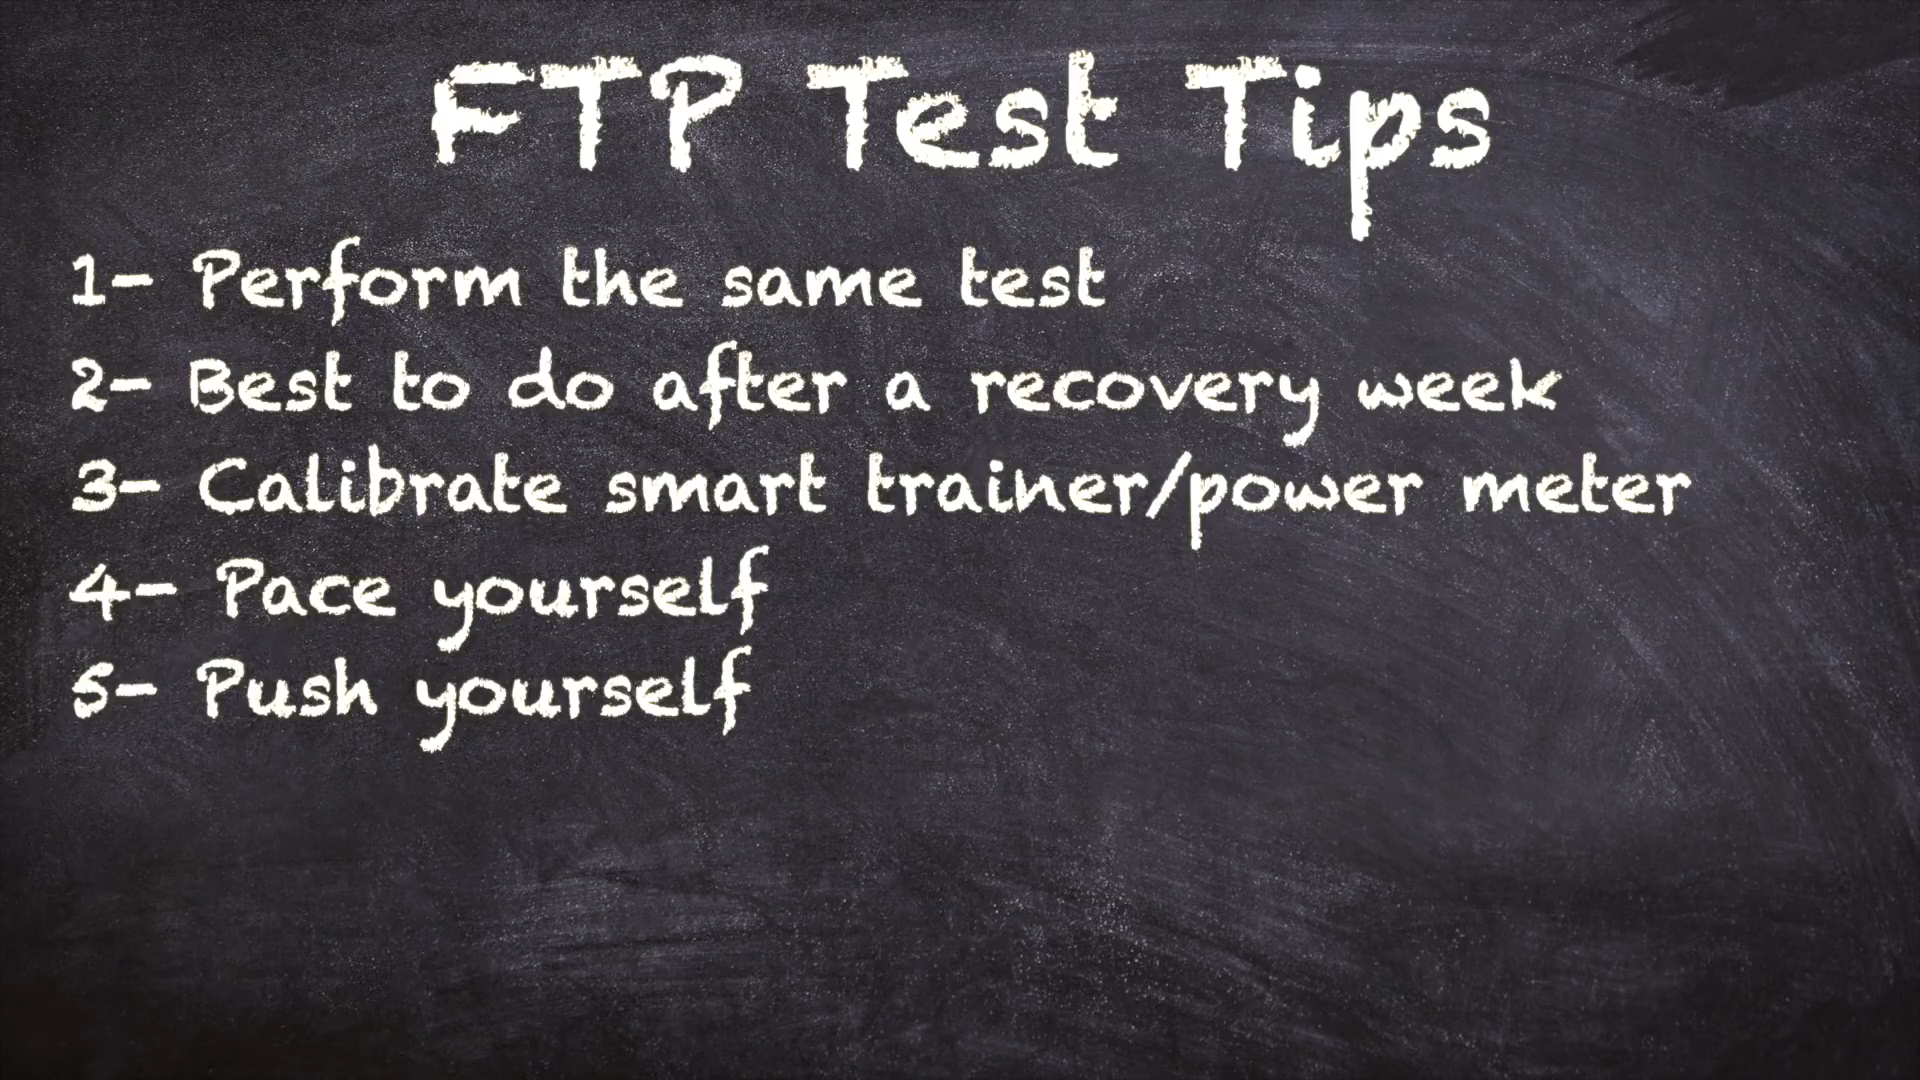 FTP Test Tips
1- Perform the same test
2- Best to do after a recovery week
3- Calibrate smart trainer/power meter
4- Pace yourself
5- Push yourself